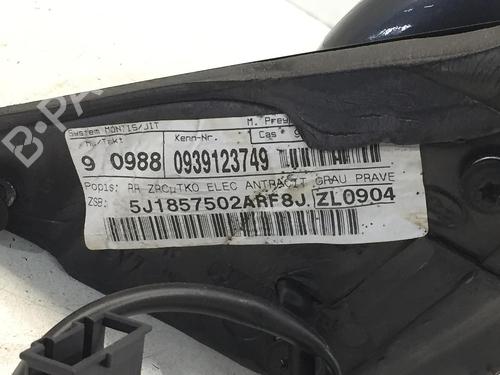 System MONTIS/JIT M. Prey
Kenn-Nr. Cas
9 0988 0939123749
Popis: RR ZRCATKO ELEC ANTRACIT GRAU PRAVE
ZSB: 5J1857502ARF8J ZL0904
B-PA